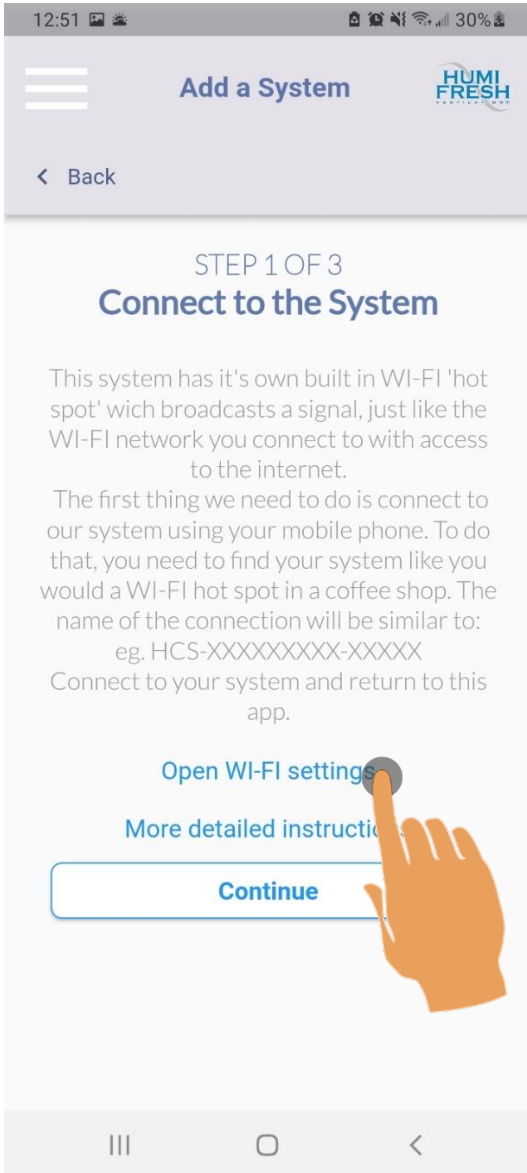 12:51 30%
Add a System
HUMI
FRESH
VENTILATIONS
Back
STEP 1 OF 3
Connect to the System
This system has it's own built in WI-FI 'hot
spot' wich broadcasts a signal, just like the
WI-FI network you connect to with access
to the internet.
The first thing we need to do is connect to
our system using your mobile phone. To do
that, you need to find your system like you
would a WI-FI hot spot in a coffee shop. The
name of the connection will be similar to:
eg. HCS-XXXXXXXXX-XXXXX
Connect to your system and return to this
app.
Open WI-FI settings
More detailed instructions
Continue